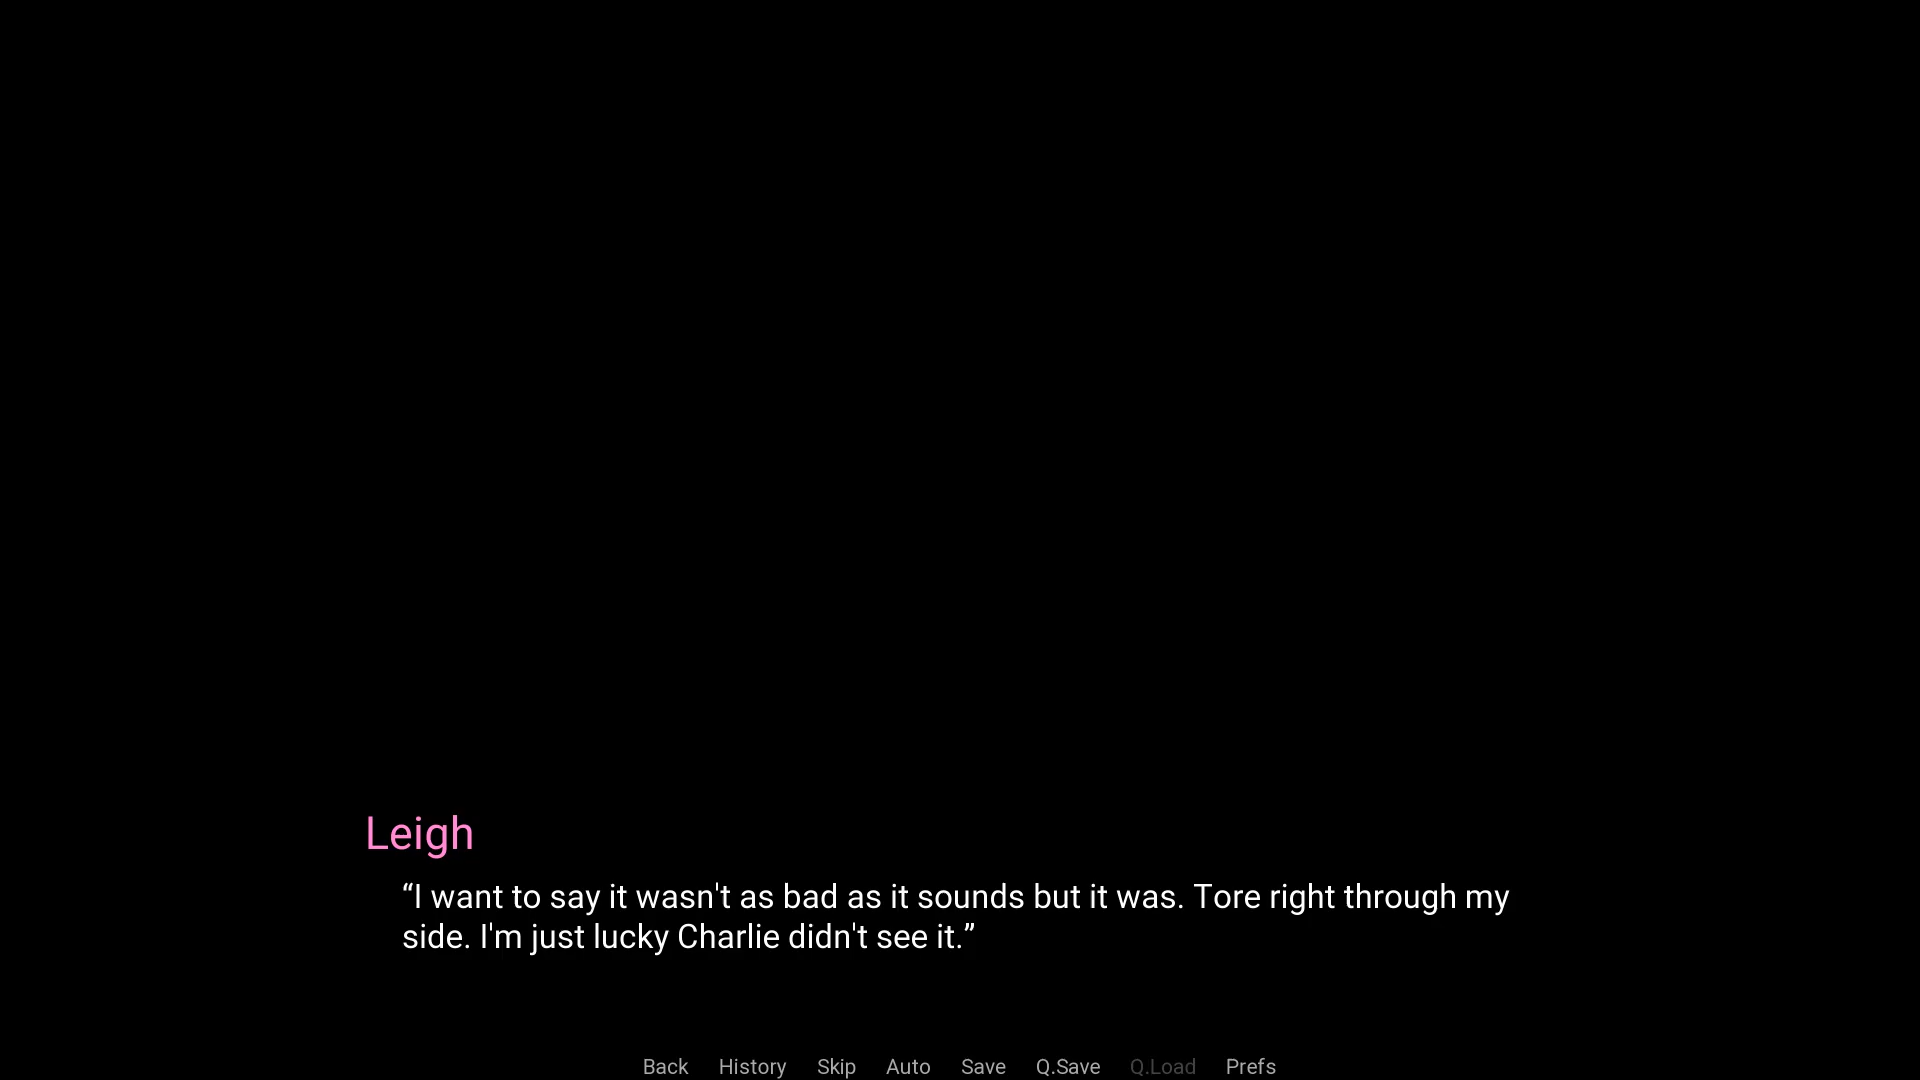 Leigh
“I want to say it wasn't as bad as it sounds but it was. Tore right through my
side. I'm just lucky Charlie didn't see it.”
Back History Skip Auto Save Q.Save Q.Load Prefs